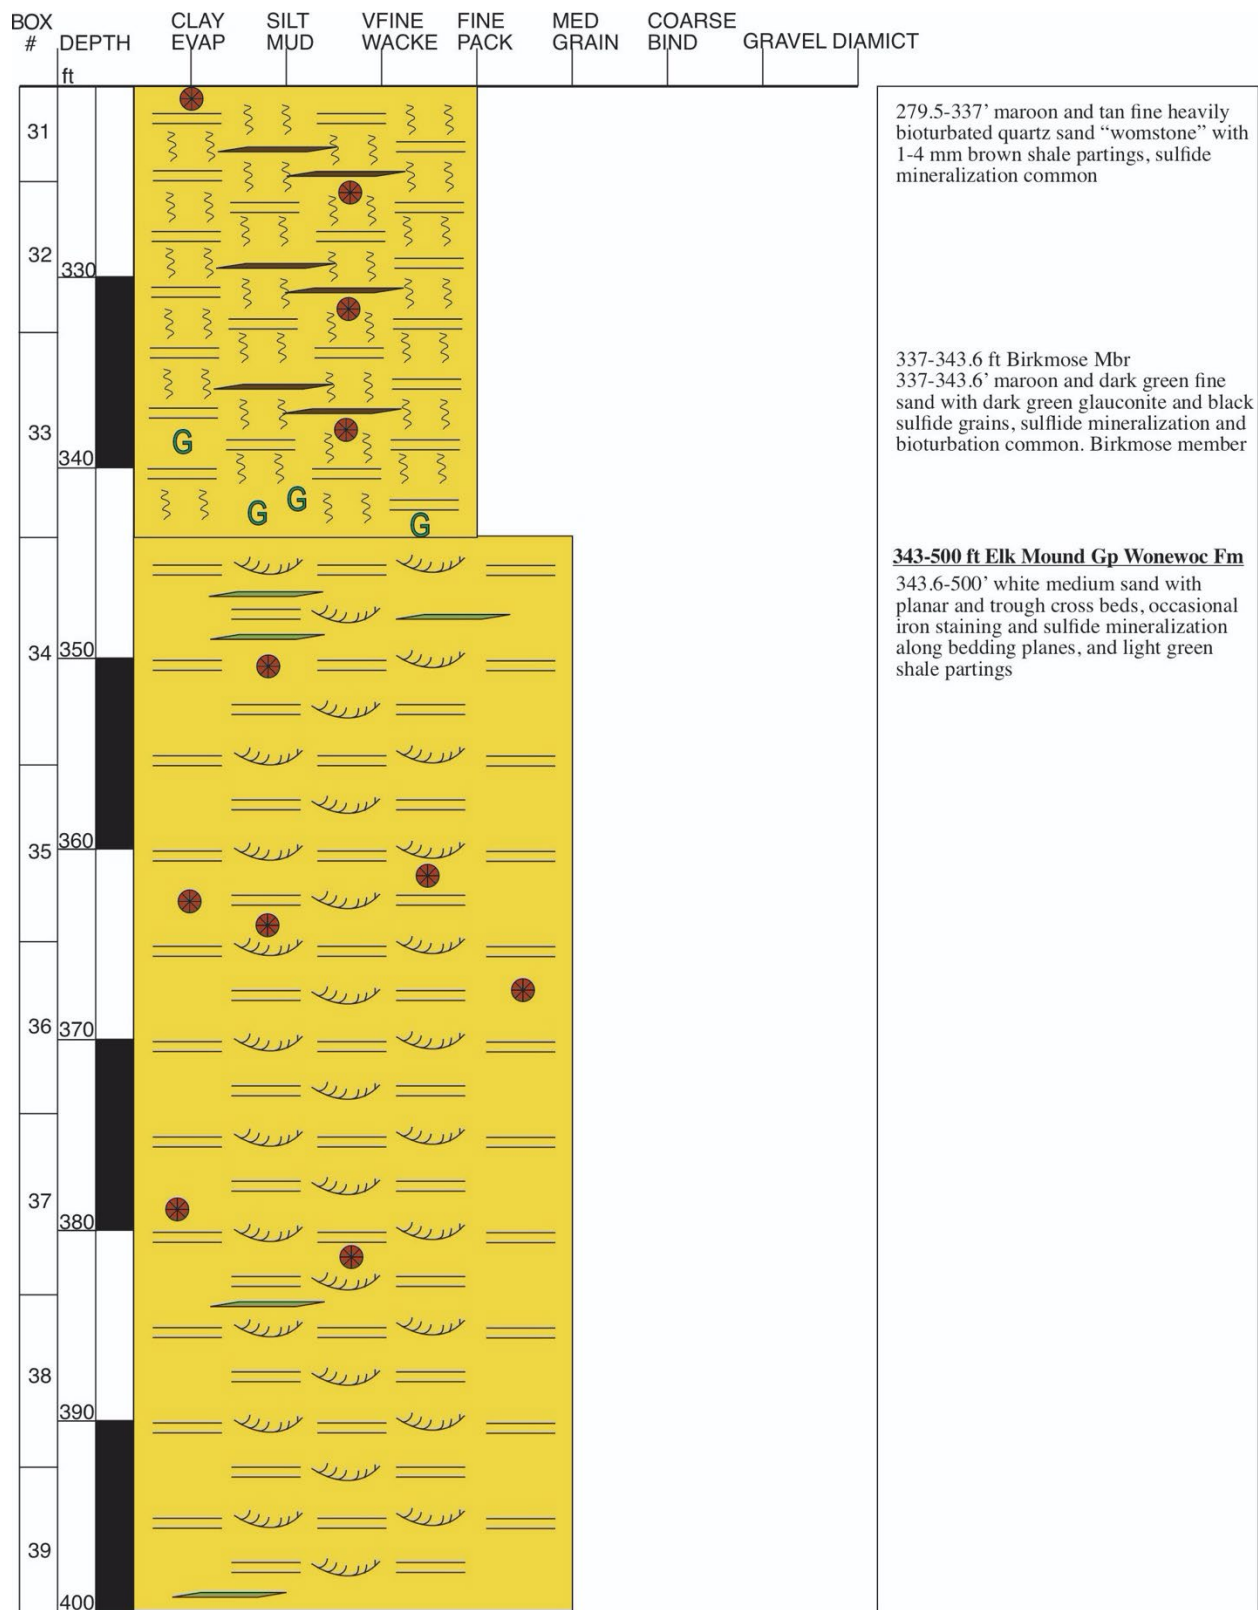 BOX CLAY SILT VFINE FINE MED COARSE
# DEPTH EVAP MUD WACKE PACK GRAIN BIND GRAVEL DIAMICT
ft
31
279.5-337’ maroon and tan fine heavily
bioturbated quartz sand “womstone” with
1-4 mm brown shale partings, sulfide
mineralization common
32
330
337-343.6 ft Birkmose Mbr
337-343.6’ maroon and dark green fine
sand with dark green glauconite and black
sulfide grains, sulflide mineralization and
bioturbation common. Birkmose member
33
G
340
G
G
G
343-500 ft Elk Mound Gp Wonewoc Fm
343.6-500’ white medium sand with
planar and trough cross beds, occasional
iron staining and sulfide mineralization
along bedding planes, and light green
shale partings
34
350
35
360
36
370
37
380
38
390
39
400